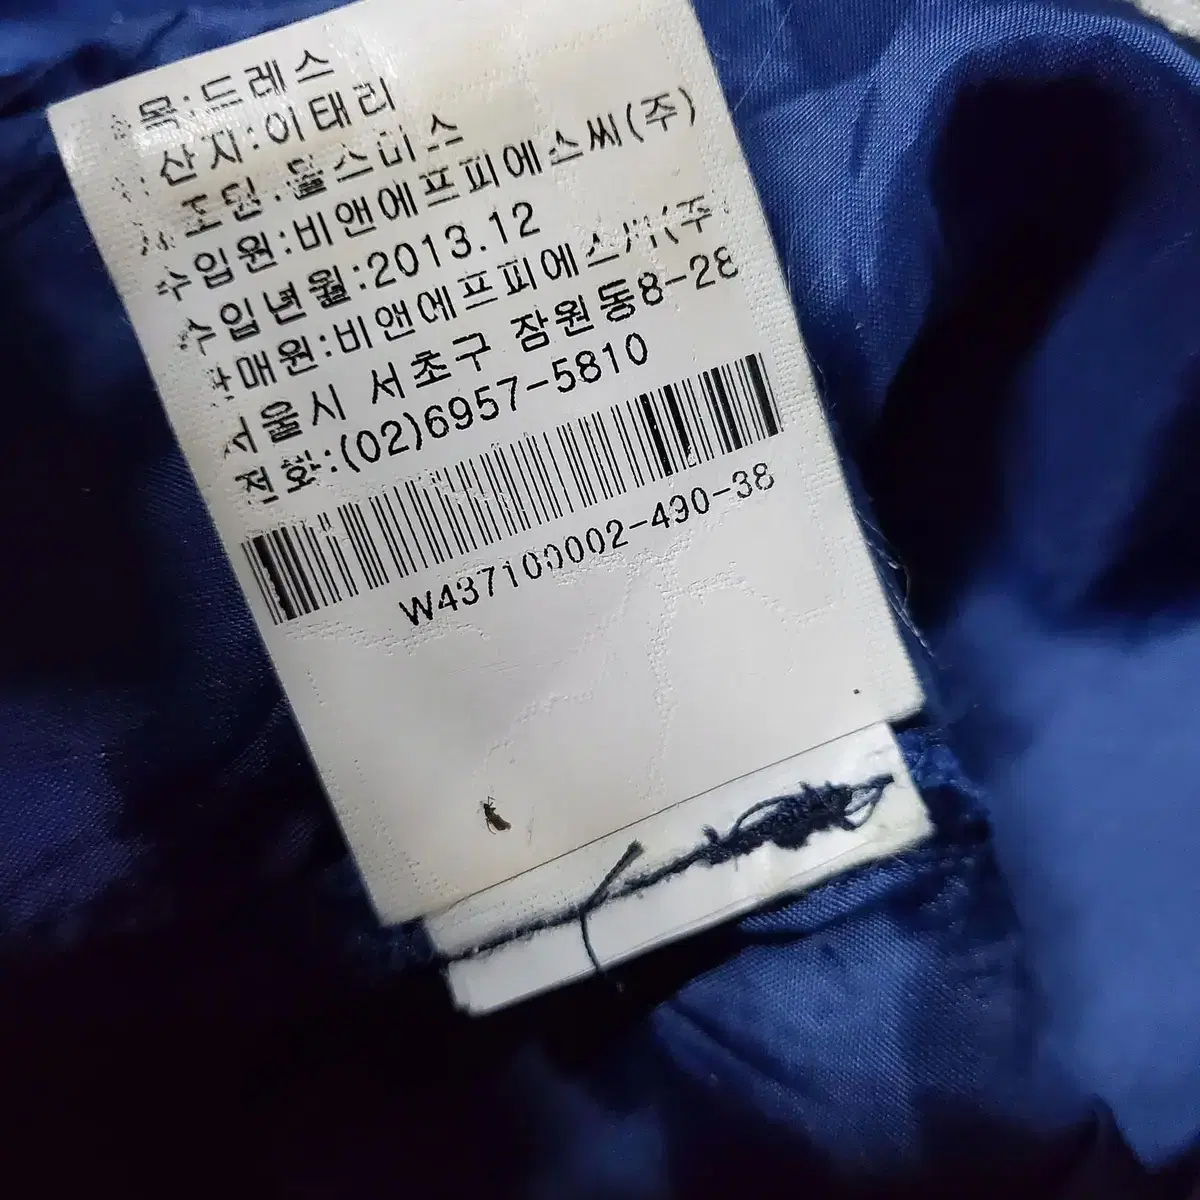 목:드레스
산지:이태리
수입원:비앤에프피에스씨(주)
수입년월:2013.12
매원:비앤에프피에스씨(주
서울시 서초구 잠원동8-28
전화:(02)6957-5810
W437100002-490-38